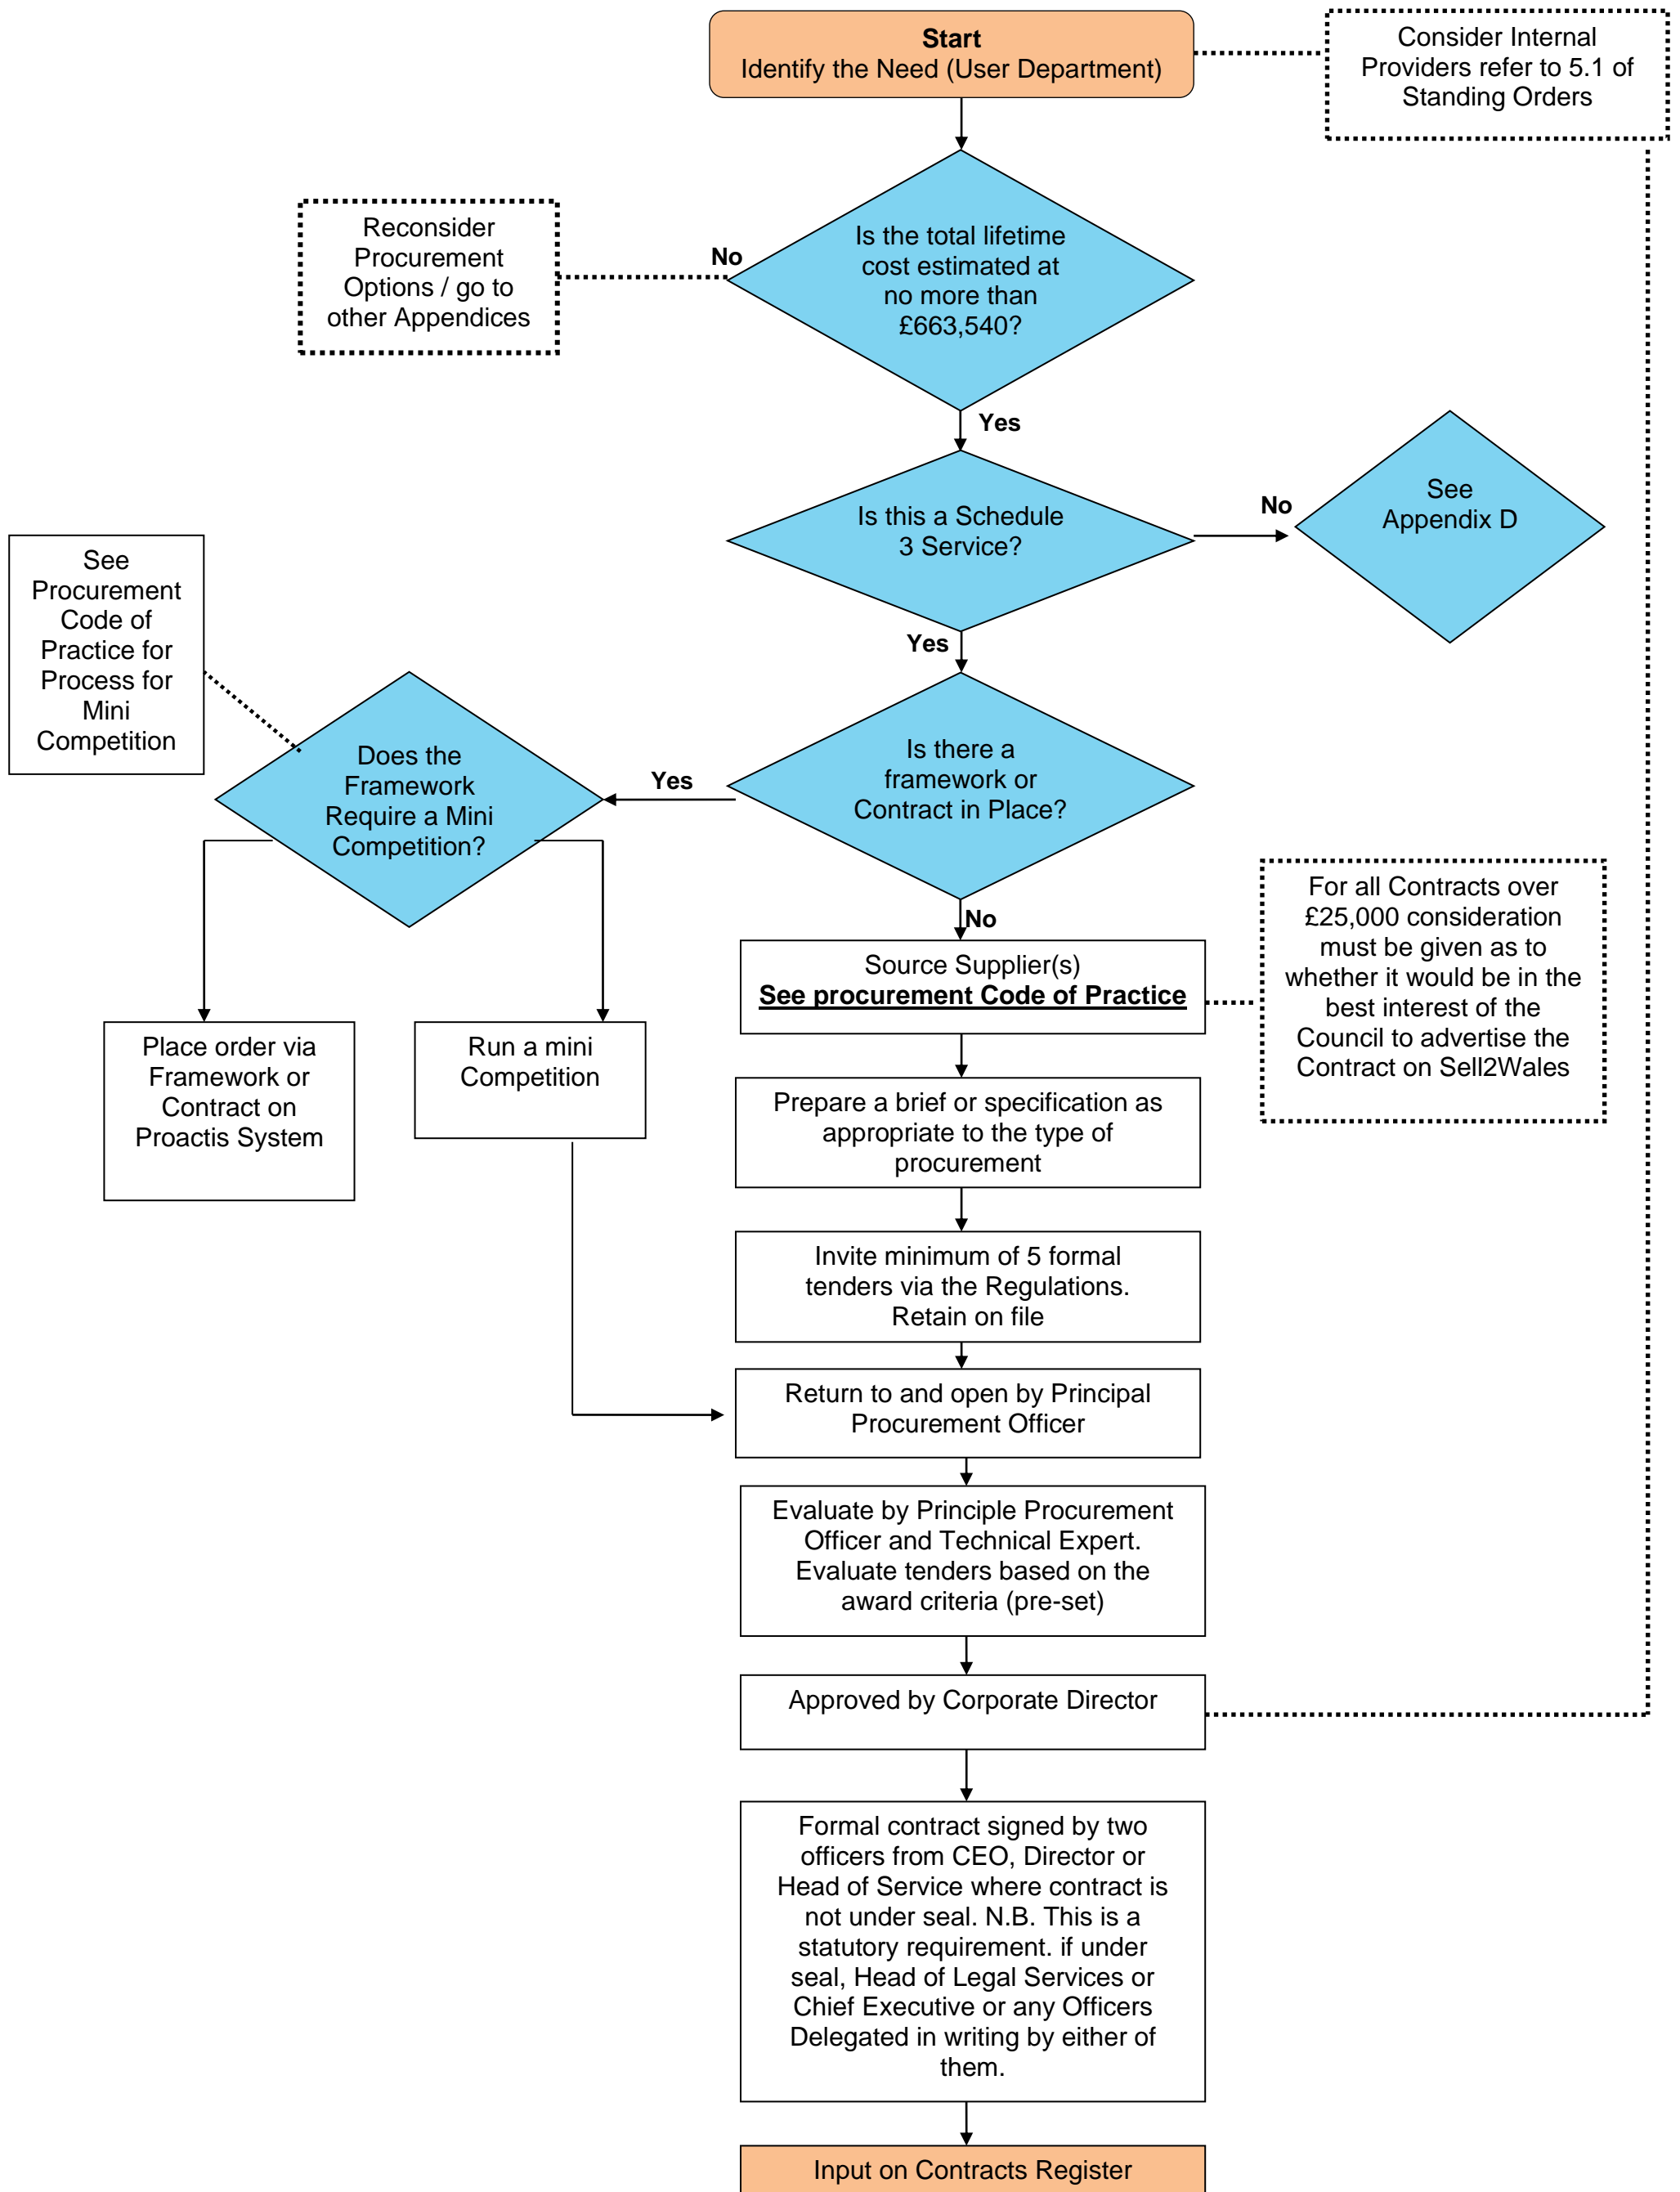 Start
Identify the Need (User Department)
Consider Internal
Providers refer to 5.1 of
Standing Orders
Reconsider
Procurement
Options / go to
other Appendices
No
Is the total lifetime
cost estimated at
no more than
£663,540?
Yes
Is this a Schedule
3 Service?
No
See
Appendix D
Yes
See
Procurement
Code of
Practice for
Process for
Mini
Competition
Does the
Framework
Require a Mini
Competition?
Yes
Is there a
framework or
Contract in Place?
No
Place order via
Framework or
Contract on
Proactis System
Run a mini
Competition
Source Supplier(s)
See procurement Code of Practice
For all Contracts over
£25,000 consideration
must be given as to
whether it would be in the
best interest of the
Council to advertise the
Contract on Sell2Wales
Prepare a brief or specification as
appropriate to the type of
procurement
Invite minimum of 5 formal
tenders via the Regulations.
Retain on file
Return to and open by Principal
Procurement Officer
Evaluate by Principle Procurement
Officer and Technical Expert.
Evaluate tenders based on the
award criteria (pre-set)
Approved by Corporate Director
Formal contract signed by two
officers from CEO, Director or
Head of Service where contract is
not under seal. N.B. This is a
statutory requirement. if under
seal, Head of Legal Services or
Chief Executive or any Officers
Delegated in writing by either of
them.
Input on Contracts Register